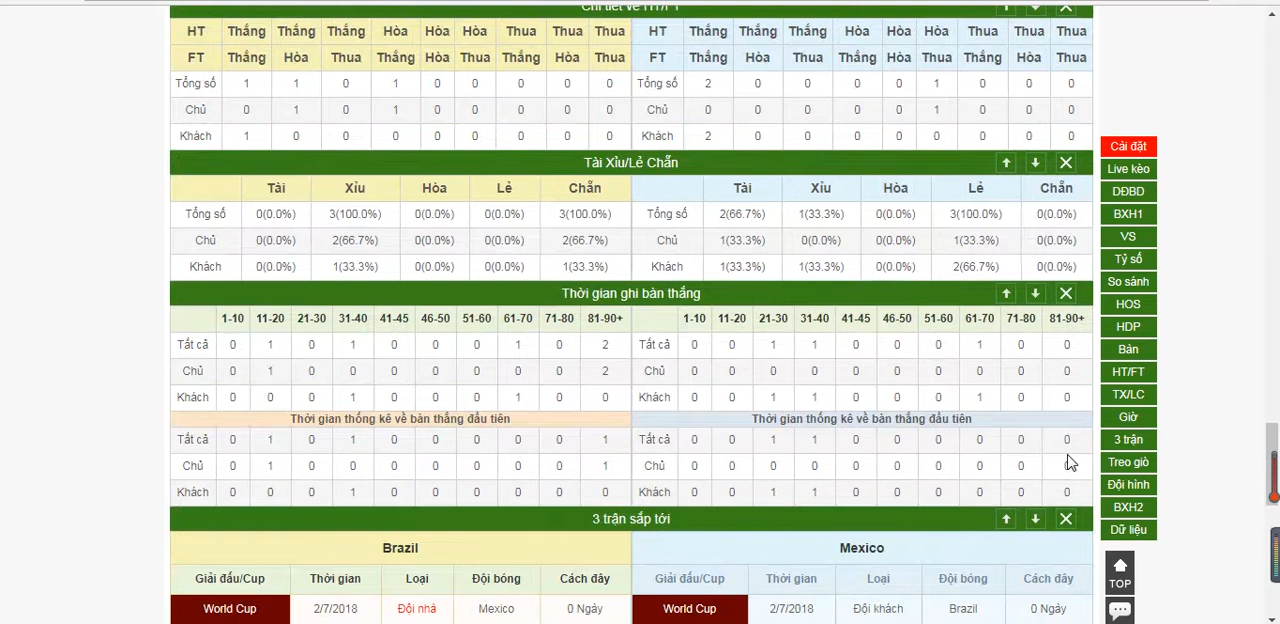 Chi tiết về HT/FT
HT Thắng Thắng Thắng Hòa Hòa Hòa Thua Thua Thua HT Thắng Thắng Thắng Hòa Hòa Hòa Thua Thua Thua
FT Thắng Hòa Thua Thắng Hòa Thua Thắng Hòa Thua FT Thắng Hòa Thua Thắng Hòa Thua Thắng Hòa Thua
Tổng số 1 1 0 1 0 0 0 0 0 Tổng số 2 0 0 0 0 1 0 0 0
Chủ 0 1 0 1 0 0 0 0 0 Chủ 0 0 0 0 0 1 0 0 0
Khách 1 0 0 0 0 0 0 0 0 Khách 2 0 0 0 0 0 0 0 0
Tài Xỉu/Lẻ Chẵn
Tài Xỉu Hòa Lẻ Chẵn Tài Xỉu Hòa Lẻ Chẵn
Tổng số 0(0.0%) 3(100.0%) 0(0.0%) 0(0.0%) 3(100.0%) Tổng số 2(66.7%) 1(33.3%) 0(0.0%) 3(100.0%) 0(0.0%)
Chủ 0(0.0%) 2(66.7%) 0(0.0%) 0(0.0%) 2(66.7%) Chủ 1(33.3%) 0(0.0%) 0(0.0%) 1(33.3%) 0(0.0%)
Khách 0(0.0%) 1(33.3%) 0(0.0%) 0(0.0%) 1(33.3%) Khách 1(33.3%) 1(33.3%) 0(0.0%) 2(66.7%) 0(0.0%)
Thời gian ghi bàn thắng
1-10 11-20 21-30 31-40 41-45 46-50 51-60 61-70 71-80 81-90+ 1-10 11-20 21-30 31-40 41-45 46-50 51-60 61-70 71-80 81-90+
Tất cả 0 1 0 1 0 0 0 1 0 2 Tất cả 0 0 1 1 0 0 0 1 0 0
Chủ 0 1 0 0 0 0 0 0 0 2 Chủ 0 0 0 0 0 0 0 0 0 0
Khách 0 0 0 1 0 0 0 1 0 0 Khách 0 0 1 1 0 0 0 1 0 0
Thời gian thống kê về bàn thắng đầu tiên Thời gian thống kê về bàn thắng đầu tiên
Tất cả 0 1 0 1 0 0 0 0 0 1 Tất cả 0 0 1 1 0 0 0 0 0 0
Chủ 0 1 0 0 0 0 0 0 0 1 Chủ 0 0 0 0 0 0 0 0 0
Khách 0 0 0 1 0 0 0 0 0 0 Khách 0 0 1 1 0 0 0 0 0 0
3 trận sắp tới
Brazil Mexico
Giải đấu/Cup Thời gian Loại Đội bóng Cách đây Giải đấu/Cup Thời gian Loại Đội bóng Cách đây
World Cup 2/7/2018 Đội nhà Mexico 0 Ngày World Cup 2/7/2018 Đội khách Brazil 0 Ngày
Cài đặt
Live kèo
DĐBD
BXH1
VS
Tỷ số
So sánh
HOS
HDP
Bàn
HT/FT
TX/LC
Giờ
3 trận
Treo giò
Đội hình
BXH2
Dữ liệu
TOP